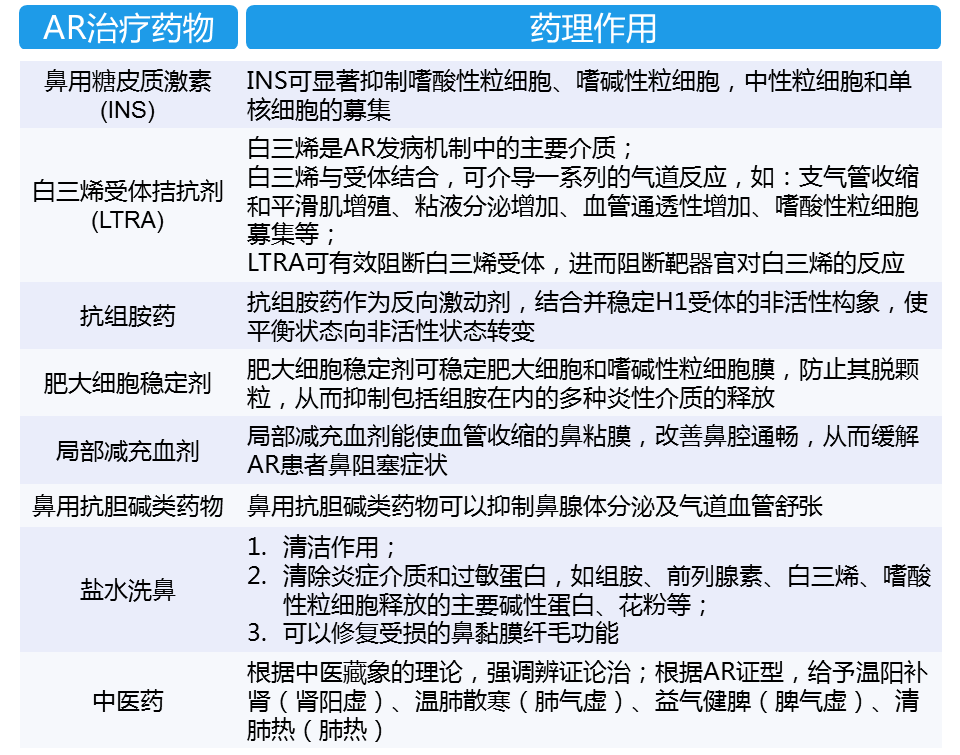 AR治疗药物
药理作用
鼻用糖皮质激素
(INS)
INS可显著抑制嗜酸性粒细胞、嗜碱性粒细胞，中性粒细胞和单
核细胞的募集
白三烯受体拮抗剂
(LTRA)
白三烯是AR发病机制中的主要介质；
白三烯与受体结合，可介导一系列的气道反应，如：支气管收缩
和平滑肌增殖、粘液分泌增加、血管通透性增加、嗜酸性粒细胞
募集等；
LTRA可有效阻断白三烯受体，进而阻断靶器官对白三烯的反应
抗组胺药
抗组胺药作为反向激动剂，结合并稳定H1受体的非活性构象，使
平衡状态向非活性状态转变
肥大细胞稳定剂
肥大细胞稳定剂可稳定肥大细胞和嗜碱性粒细胞膜，防止其脱颗
粒，从而抑制包括组胺在内的多种炎性介质的释放
局部减充血剂
局部减充血剂能使血管收缩的鼻粘膜，改善鼻腔通畅，从而缓解
AR患者鼻阻塞症状
鼻用抗胆碱类药物
鼻用抗胆碱类药物可以抑制鼻腺体分泌及气道血管舒张
盐水洗鼻
1. 清洁作用；
2. 清除炎症介质和过敏蛋白，如组胺、前列腺素、白三烯、嗜酸
性粒细胞释放的主要碱性蛋白、花粉等；
3. 可以修复受损的鼻黏膜纤毛功能
中医药
根据中医藏象的理论，强调辨证论治；根据AR证型，给予温阳补
肾（肾阳虚）、温肺散寒（肺气虚）、益气健脾（脾气虚）、清
肺热（肺热）